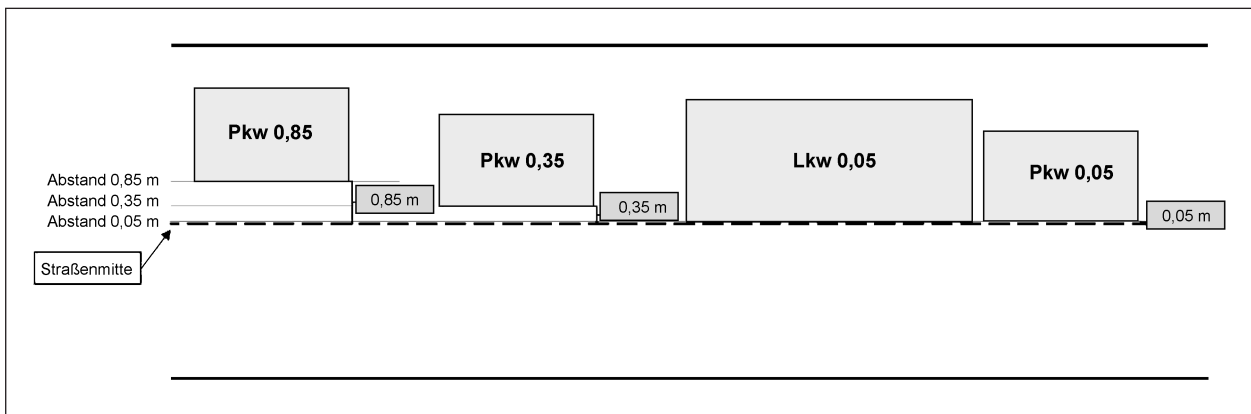 Pkw 0,85
Pkw 0,35
Lkw 0,05
Pkw 0,05
Abstand 0,85 m
Abstand 0,35 m
Abstand 0,05 m
0,85 m
0,35 m
0,05 m
Straßenmitte